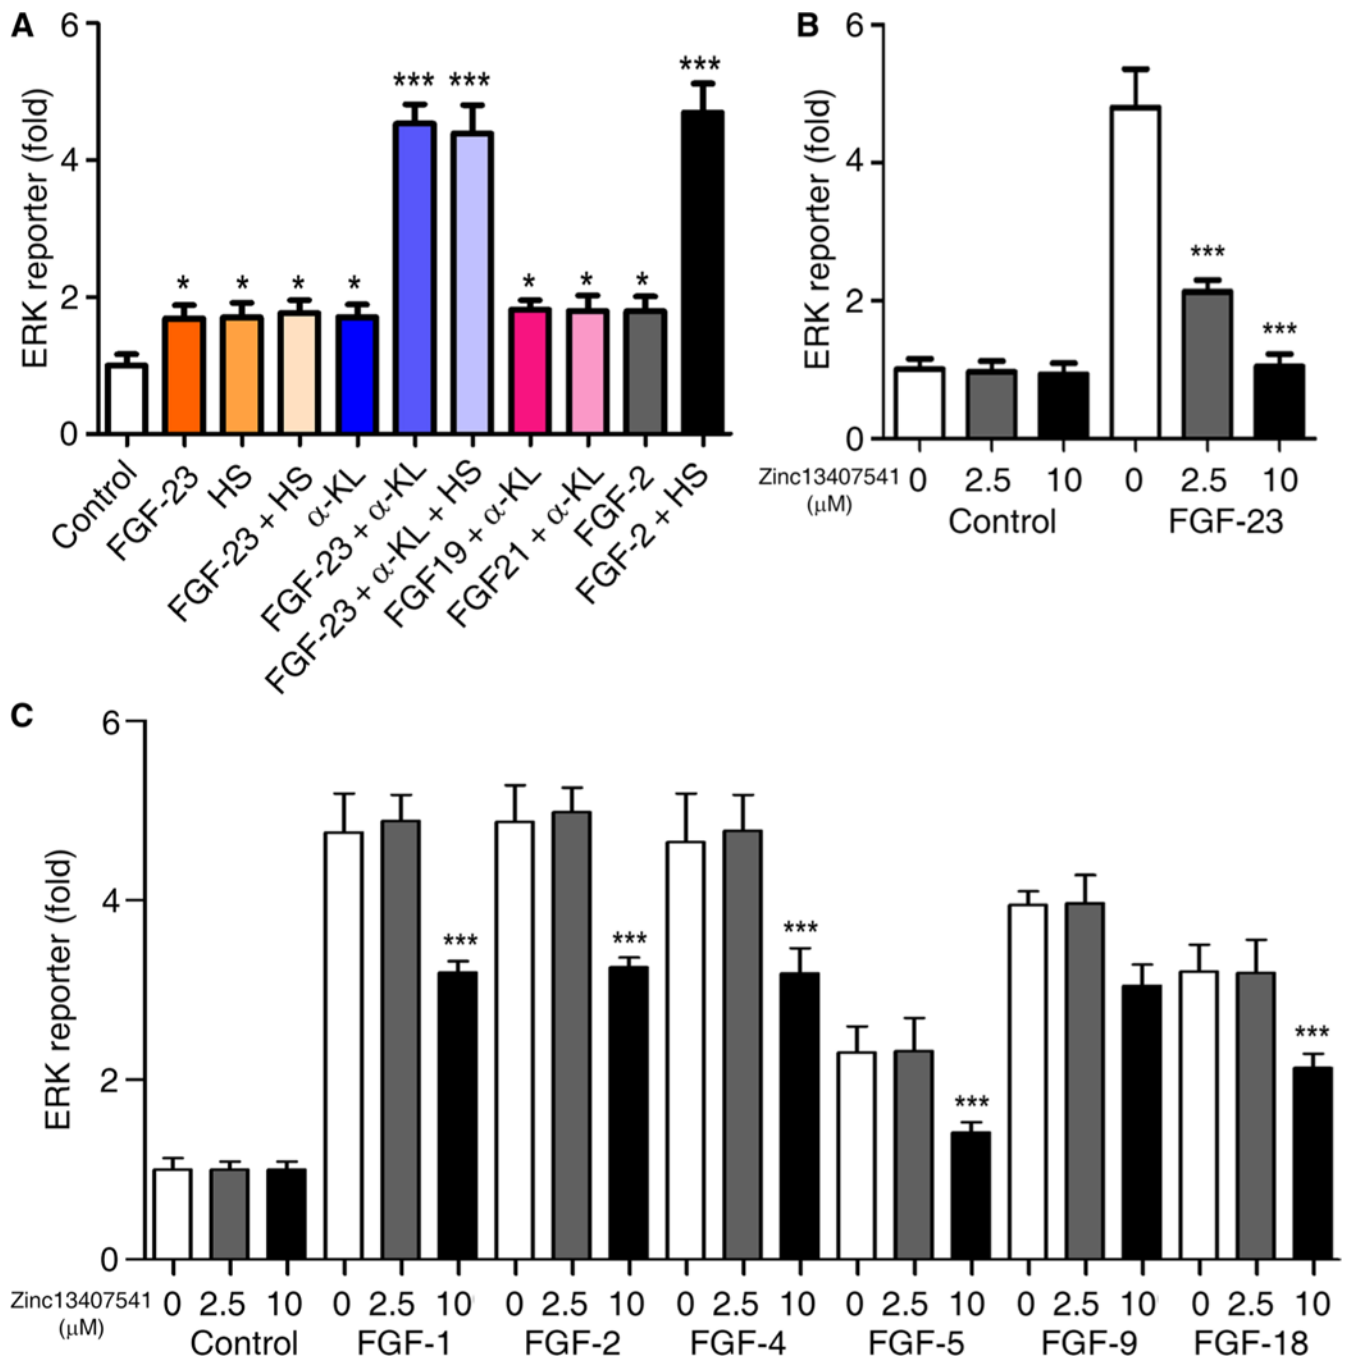 A
6
4
2
0
ERK reporter (fold)
*
*
*
*
***
***
*
*
*
***
Control
FGF-23
HS
FGF-23 + HS
α-KL
FGF-23 + α-KL
FGF-23 + α-KL + HS
FGF19 + α-KL
FGF21 + α-KL
FGF-2
FGF-2 + HS
B
6
4
2
0
ERK reporter (fold)
***
***
Zinc13407541 0 2.5 10 0 2.5 10
(μM)
Control FGF-23
C
6
4
2
0
ERK reporter (fold)
***
***
***
***
***
Zinc13407541 0 2.5 10 0 2.5 10 0 2.5 10 0 2.5 10 0 2.5 10 0 2.5 10 0 2.5 10
(μM)
Control FGF-1 FGF-2 FGF-4 FGF-5 FGF-9 FGF-18